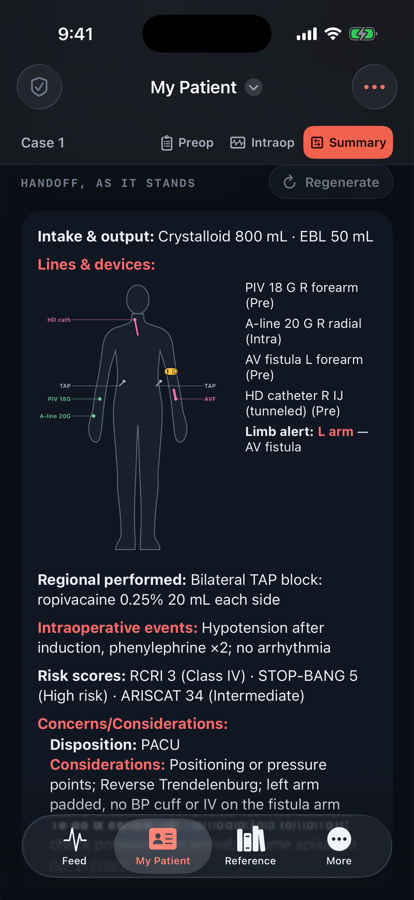 9:41
My Patient
Case 1
Preop
Intraop
Summary
HANDOFF, AS IT STANDS
Regenerate
Intake & output: Crystalloid 800 mL · EBL 50 mL
Lines & devices:
HD cath
TAP
TAP
PIV 18G
AVF
A-line 20G
PIV 18 G R forearm
(Pre)
A-line 20 G R radial
(Intra)
AV fistula L forearm
(Pre)
HD catheter R IJ
(tunneled) (Pre)
Limb alert: L arm —
AV fistula
Regional performed: Bilateral TAP block:
ropivacaine 0.25% 20 mL each side
Intraoperative events: Hypotension after
induction, phenylephrine ×2; no arrhythmia
Risk scores: RCRI 3 (Class IV) · STOP-BANG 5
(High risk) · ARISCAT 34 (Intermediate)
Concerns/Considerations:
Disposition: PACU
Considerations: Positioning or pressure
points; Reverse Trendelenburg; left arm
padded, no BP cuff or IV on the fistula arm
Feed
My Patient
Reference
More